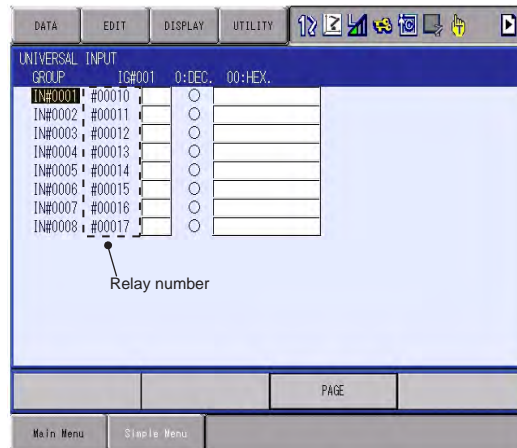 DATA EDIT DISPLAY UTILITY
UNIVERSAL INPUT
GROUP IG#001 0:DEC. 00:HEX.
IN#0001 #00010
IN#0002 #00011
IN#0003 #00012
IN#0004 #00013
IN#0005 #00014
IN#0006 #00015
IN#0007 #00016
IN#0008 #00017
Relay number
PAGE
Main Menu Simple Menu